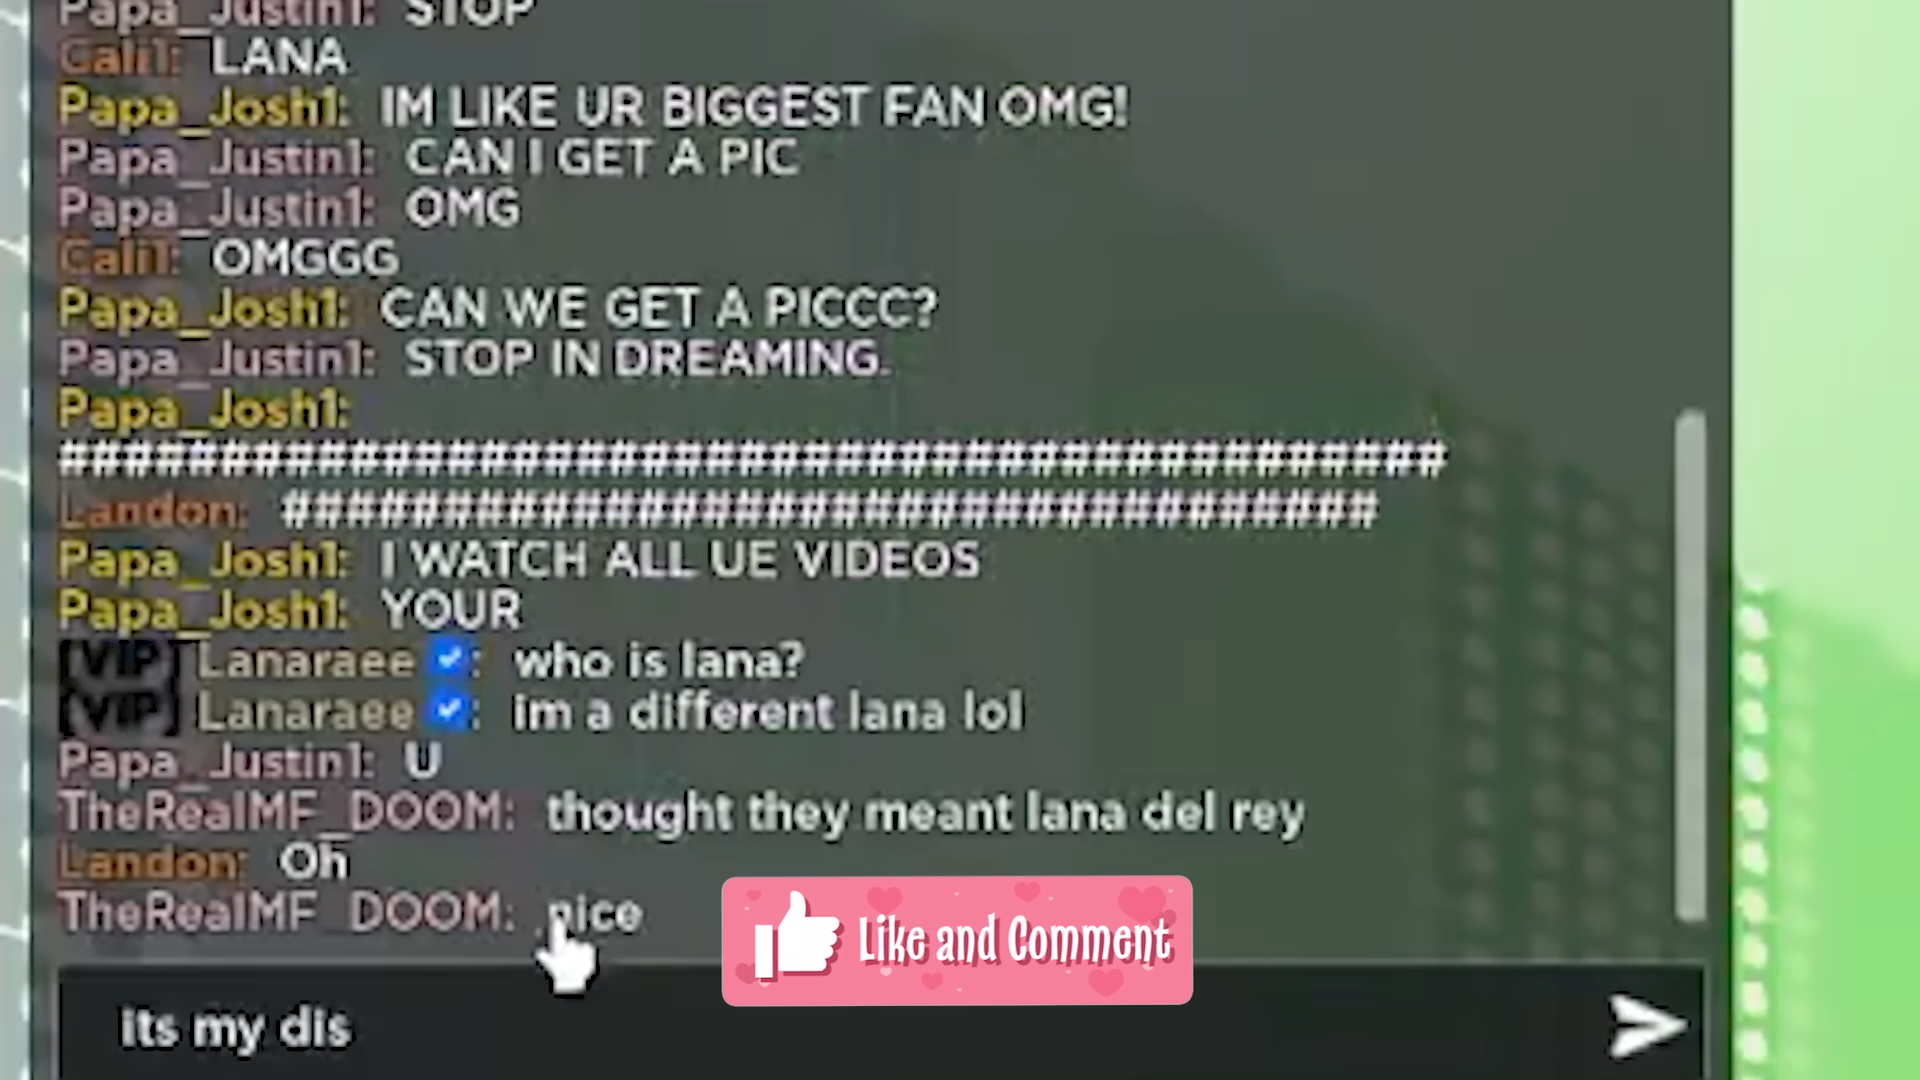 Papa_Justin1: STOP
Cali1: LANA
Papa_Josh1: IM LIKE UR BIGGEST FAN OMG!
Papa_Justin1: CAN I GET A PIC
Papa_Justin1: OMG
Cali1: OMGGG
Papa_Josh1: CAN WE GET A PICCC?
Papa_Justin1: STOP IN DREAMING.
Papa_Josh1:
###########################################
Landon: ##################################
Papa_Josh1: I WATCH ALL UE VIDEOS
Papa_Josh1: YOUR
[VIP] Lanaraee: who is lana?
[VIP] Lanaraee: im a different lana lol
Papa_Justin1: U
TheRealMF_DOOM: thought they meant lana del rey
Landon: Oh
TheRealMF_DOOM: nice
Like and Comment
its my dis